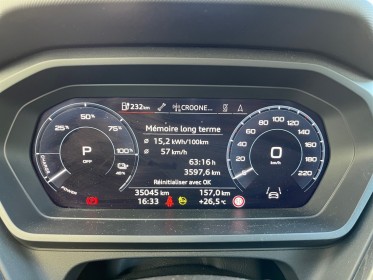 232km CROONE...
50%
25% 75%
100%
CHARGE
POWER
P
OFF
Mémoire long terme
15,2 kWh/100km
57 km/h
63:16 h
3597,6 km
Réinitialiser avec OK
35045 km 157,0 km
16:33 +26,5°C
0
km/h
20
40
60
80
100
120
140
160
180
200
220